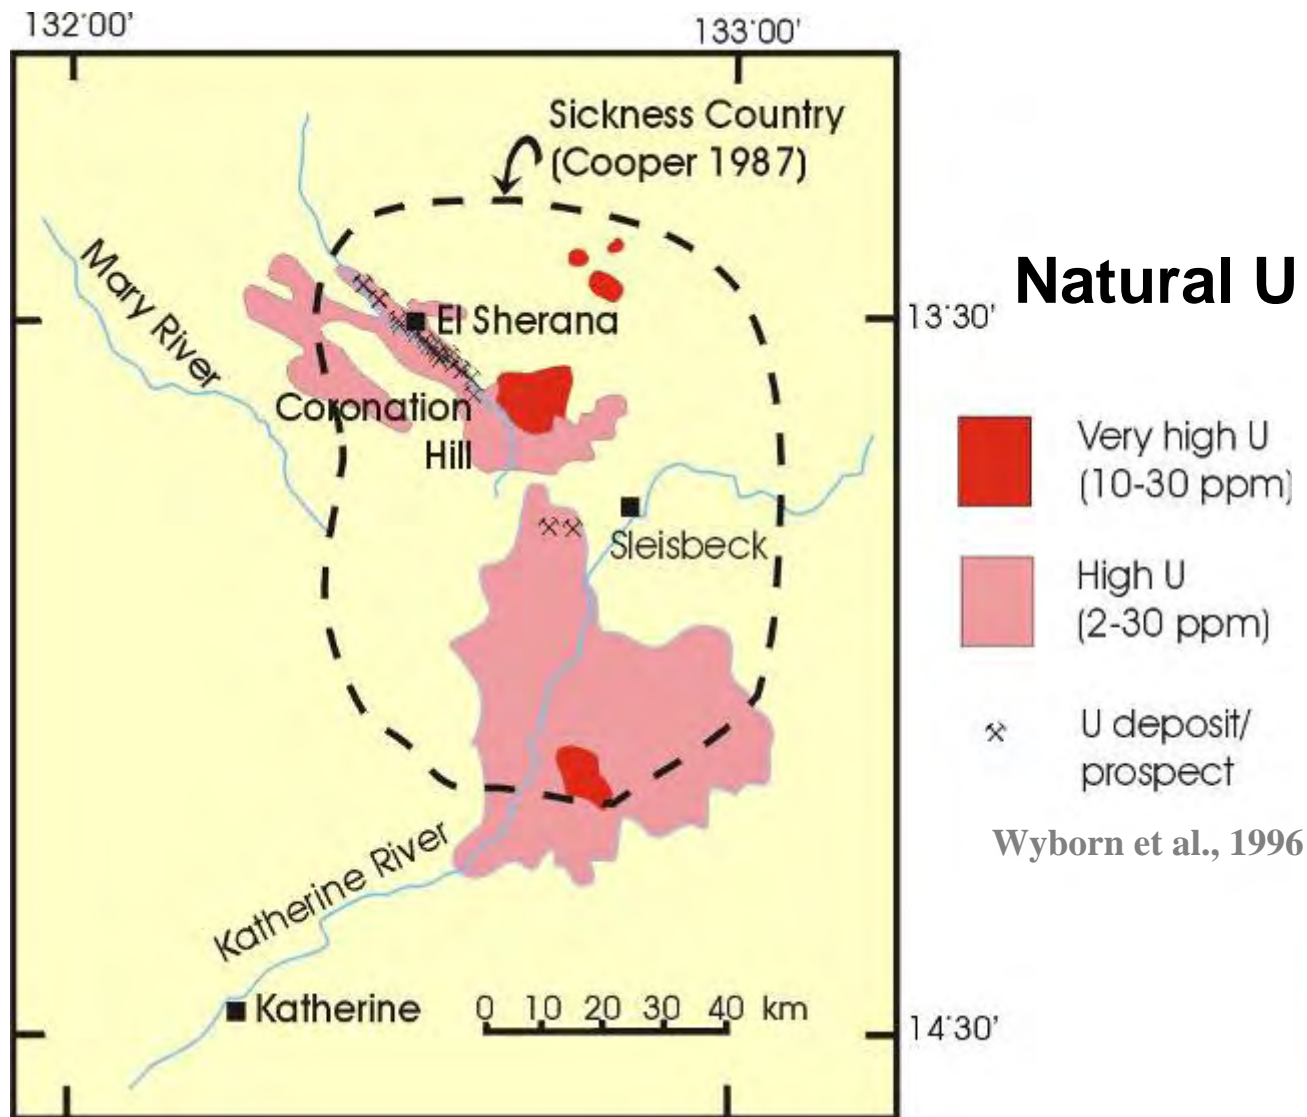 132°00'
133°00'
Sickness Country
(Cooper 1987)
Mary River
El Sherana
Natural U
13°30'
Coronation
Hill
Very high U
(10-30 ppm)
Sleisbeck
High U
(2-30 ppm)
U deposit/
prospect
Wyborn et al., 1996
Katherine River
Katherine
0 10 20 30 40 km
14°30'